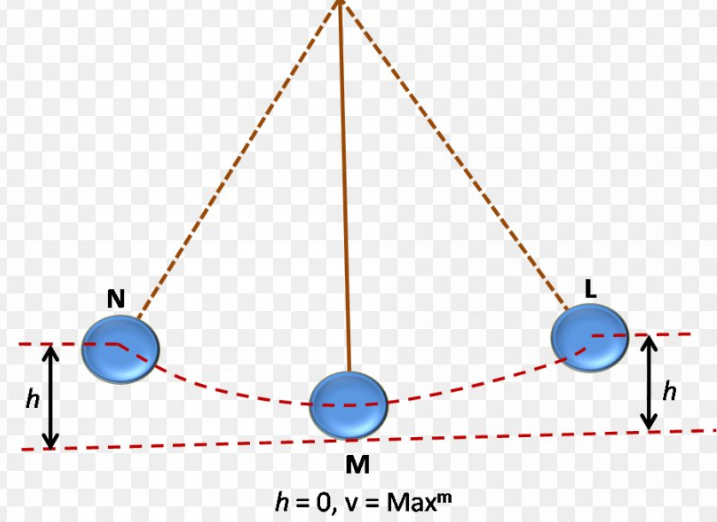 N
L
h
h
M
h = 0, v = Maxᵐ